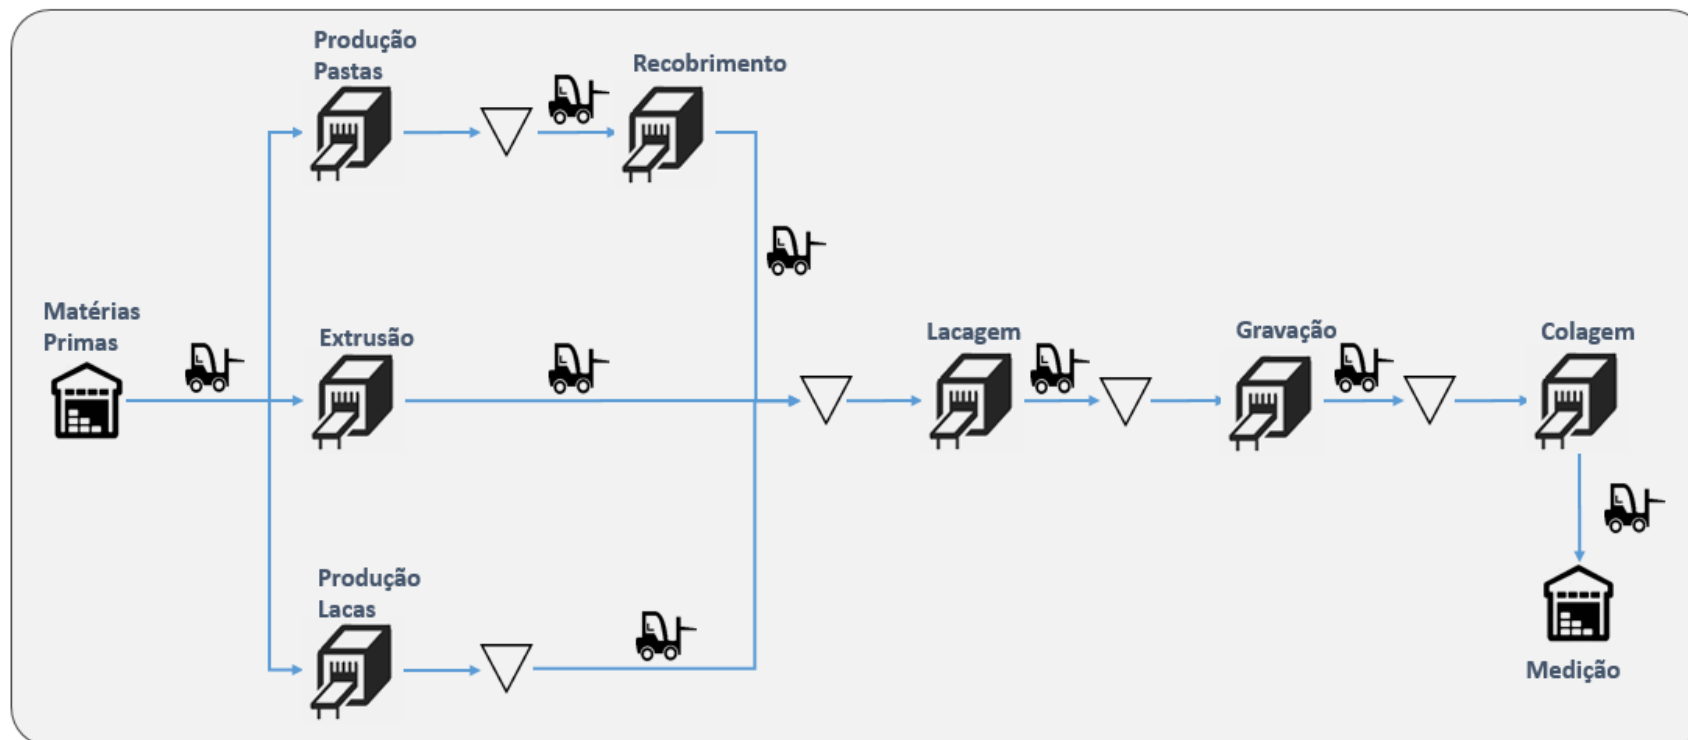 Produção
Pastas
Recobrimento
Matérias
Primas
Extrusão
Lacagem
Gravação
Colagem
Produção
Lacas
Medição